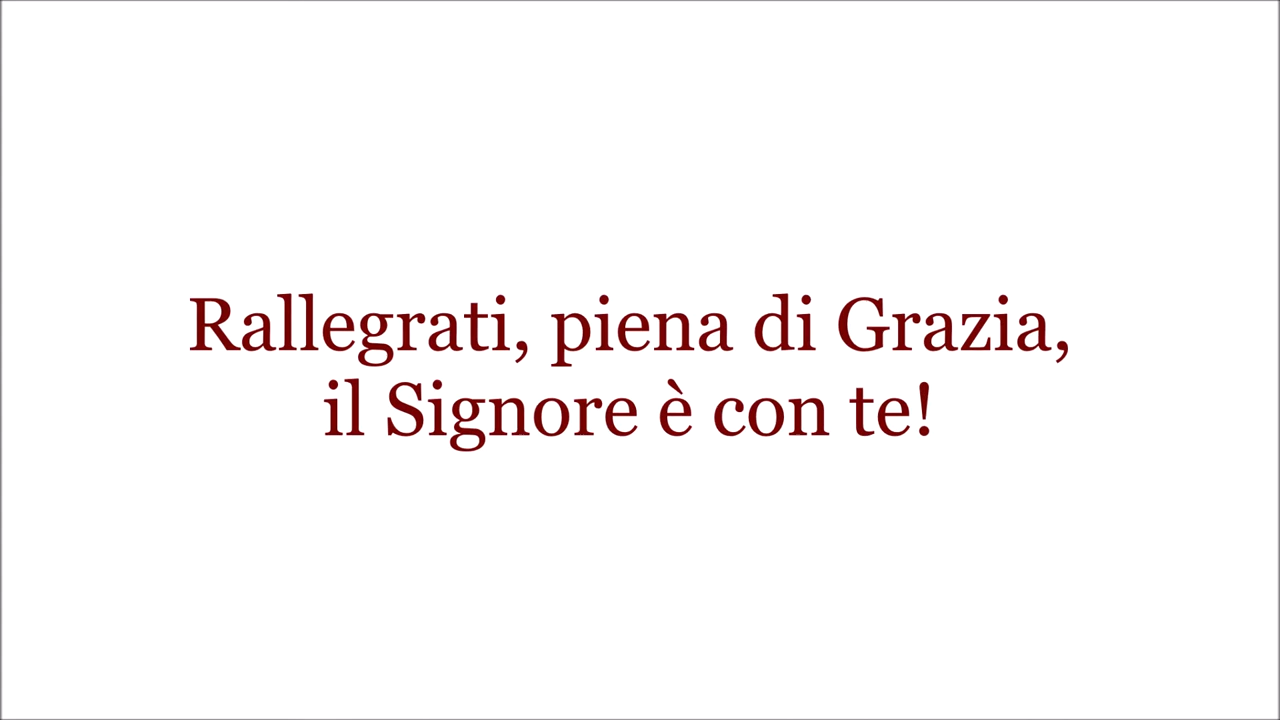 Rallegrati, piena di Grazia,
il Signore è con te!